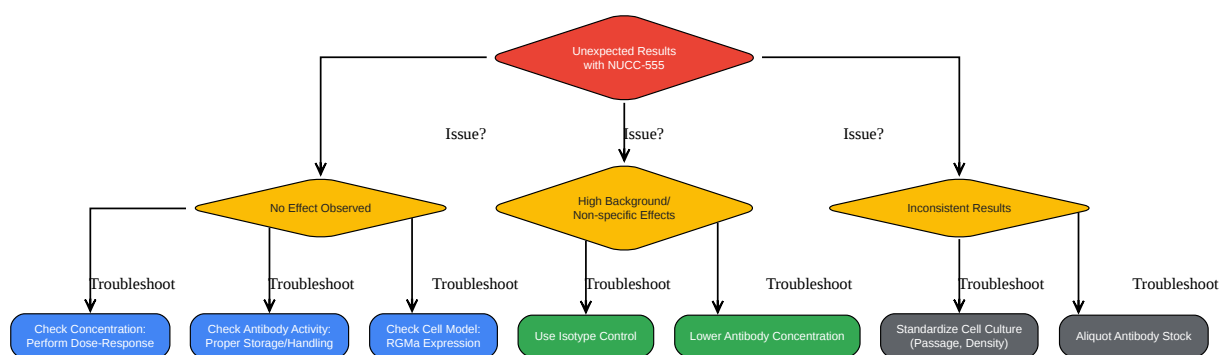 Unexpected Results
with NUCC-555
Issue?
Issue?
Issue?
No Effect Observed
High Background/
Non-specific Effects
Inconsistent Results
Troubleshoot
Troubleshoot
Troubleshoot
Troubleshoot
Troubleshoot
Troubleshoot
Troubleshoot
Check Concentration:
Perform Dose-Response
Check Antibody Activity:
Proper Storage/Handling
Check Cell Model:
RGMa Expression
Use Isotype Control
Lower Antibody Concentration
Standardize Cell Culture
(Passage, Density)
Aliquot Antibody Stock